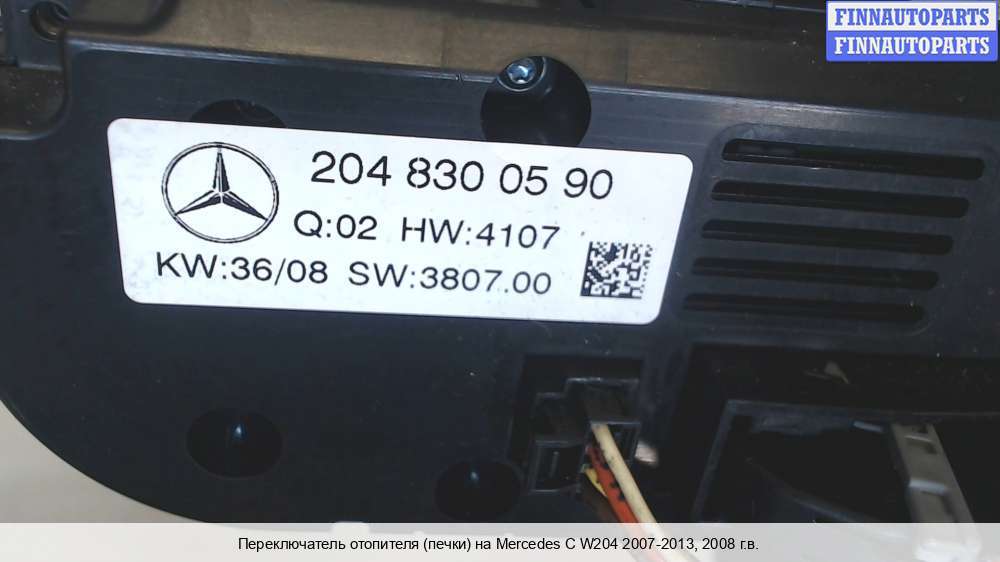 FINNAUTOPARTS
FINNAUTOPARTS
204 830 05 90
Q:02 HW:4107
KW:36/08 SW:3807.00
Переключатель отопителя (печки) на Mercedes C W204 2007-2013, 2008 г.в.